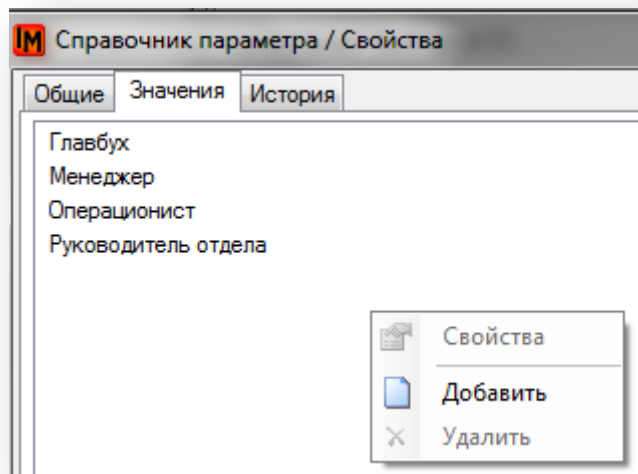 IM Справочник параметра / Свойства
Общие Значения История
Главбух
Менеджер
Операционист
Руководитель отдела
Свойства
Добавить
Удалить